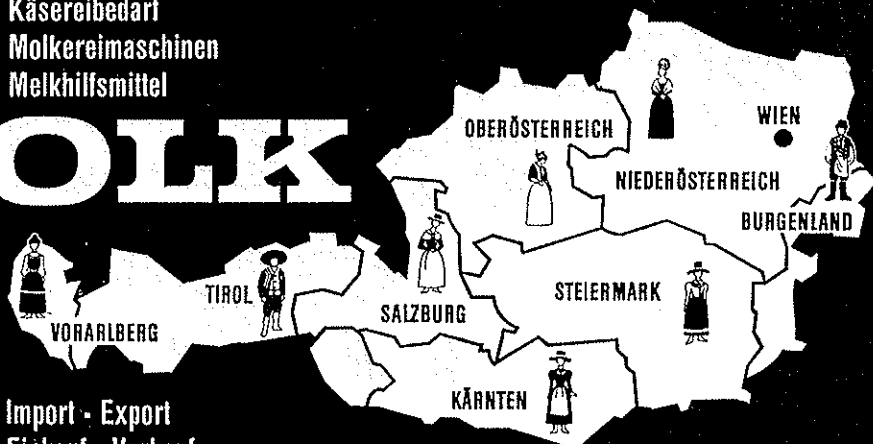 Käsereibedarf
Molkereimaschinen
Melkhilfsmittel
OLK
OBERÖSTERREICH
WIEN
NIEDERÖSTERREICH
BURGENLAND
TIROL
SALZBURG
STEIERMARK
VORARLBERG
KÄRNTEN
Import - Export